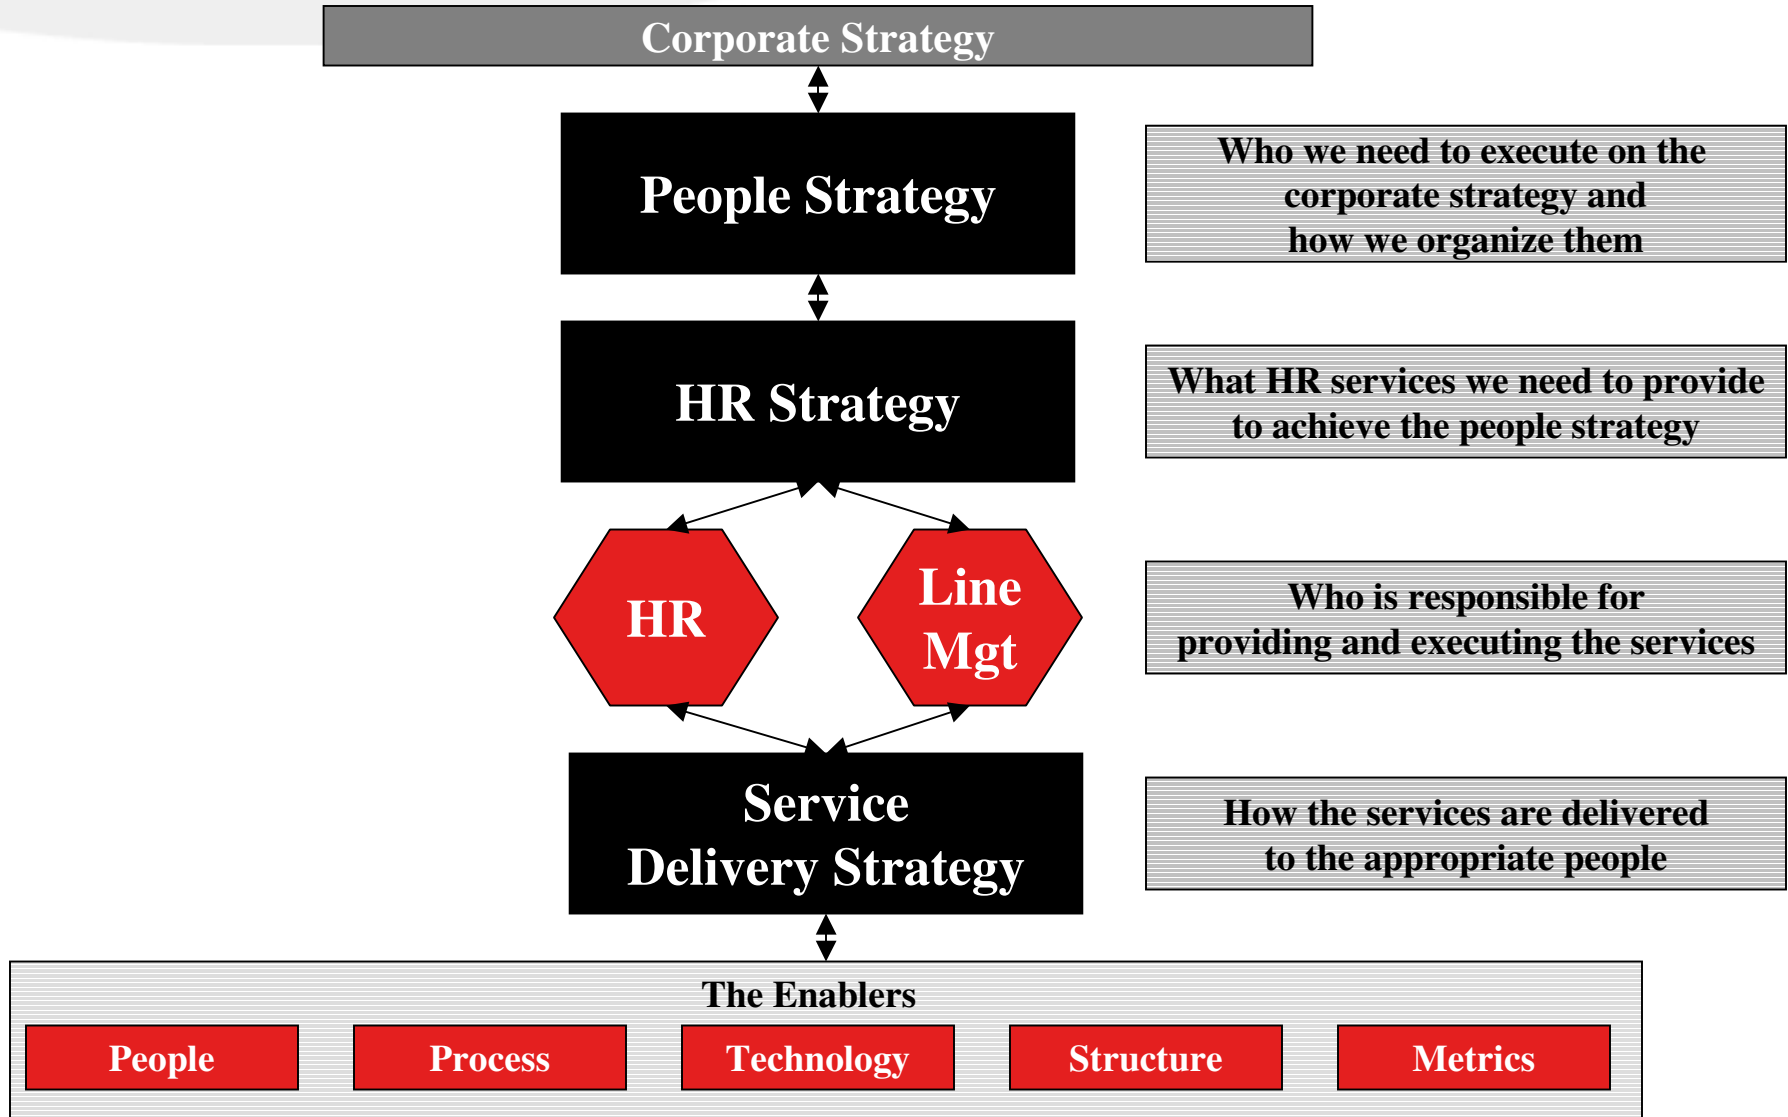 Corporate Strategy
People Strategy
Who we need to execute on the
corporate strategy and
how we organize them
HR Strategy
What HR services we need to provide
to achieve the people strategy
HR
Line
Mgt
Who is responsible for
providing and executing the services
Service
Delivery Strategy
How the services are delivered
to the appropriate people
The Enablers
People
Process
Technology
Structure
Metrics